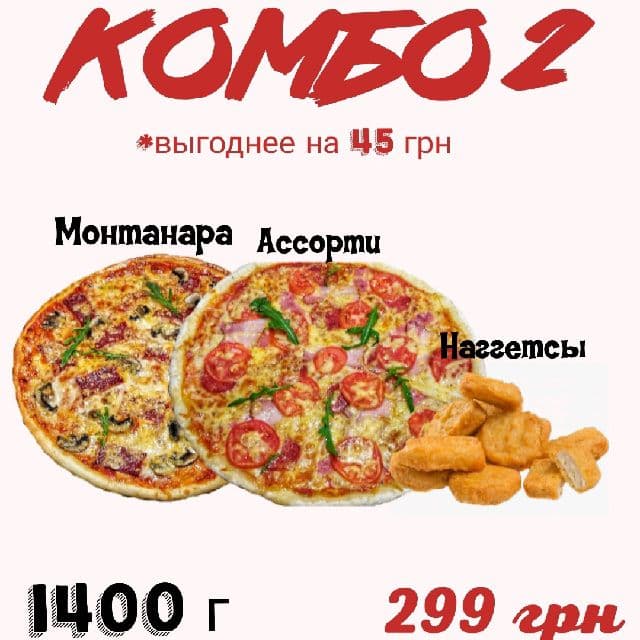 КОМБО 2
*выгоднее на 45 грн
Монтанара Ассорти
Наггетсы
1400 г 299 грн